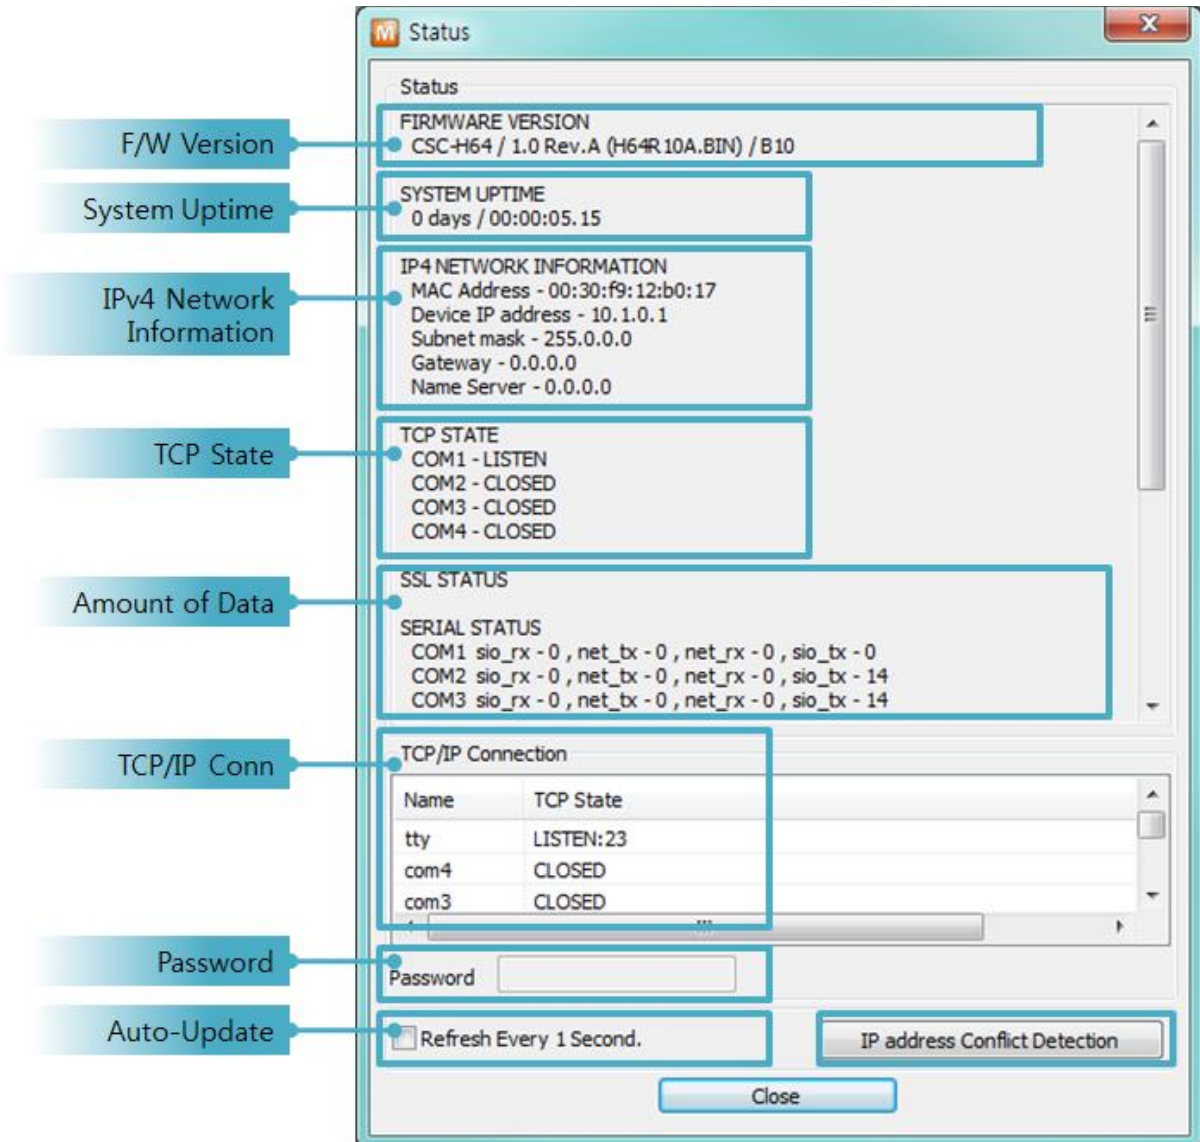 M Status
Status
F/W Version
FIRMWARE VERSION
CSC-H64 / 1.0 Rev.A (H64R10A.BIN) / B10
System Uptime
SYSTEM UPTIME
0 days / 00:00:05.15
IPv4 Network
Information
IP4 NETWORK INFORMATION
MAC Address - 00:30:f9:12:b0:17
Device IP address - 10.1.0.1
Subnet mask - 255.0.0.0
Gateway - 0.0.0.0
Name Server - 0.0.0.0
TCP State
TCP STATE
COM1 - LISTEN
COM2 - CLOSED
COM3 - CLOSED
COM4 - CLOSED
Amount of Data
SSL STATUS
SERIAL STATUS
COM1 sio_rx - 0 , net_tx - 0 , net_rx - 0 , sio_tx - 0
COM2 sio_rx - 0 , net_tx - 0 , net_rx - 0 , sio_tx - 14
COM3 sio_rx - 0 , net_tx - 0 , net_rx - 0 , sio_tx - 14
TCP/IP Conn
TCP/IP Connection
Name TCP State
tty LISTEN:23
com4 CLOSED
com3 CLOSED
Password
Password
Auto-Update
Refresh Every 1 Second.
IP address Conflict Detection
Close